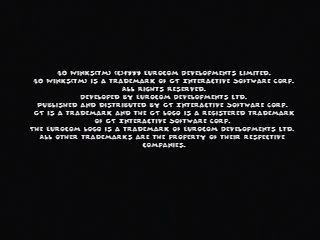 40 WINKS(TM) (C)1999 EUROCOM DEVELOPMENTS LIMITED.
40 WINKS(TM) IS A TRADEMARK OF GT INTERACTIVE SOFTWARE CORP.
ALL RIGHTS RESERVED.
DEVELOPED BY EUROCOM DEVELOPMENTS LTD.
PUBLISHED AND DISTRIBUTED BY GT INTERACTIVE SOFTWARE CORP.
GT IS A TRADEMARK AND THE GT LOGO IS A REGISTERED TRADEMARK
OF GT INTERACTIVE SOFTWARE CORP.
THE EUROCOM LOGO IS A TRADEMARK OF EUROCOM DEVELOPMENTS LTD.
ALL OTHER TRADEMARKS ARE THE PROPERTY OF THEIR RESPECTIVE
COMPANIES.